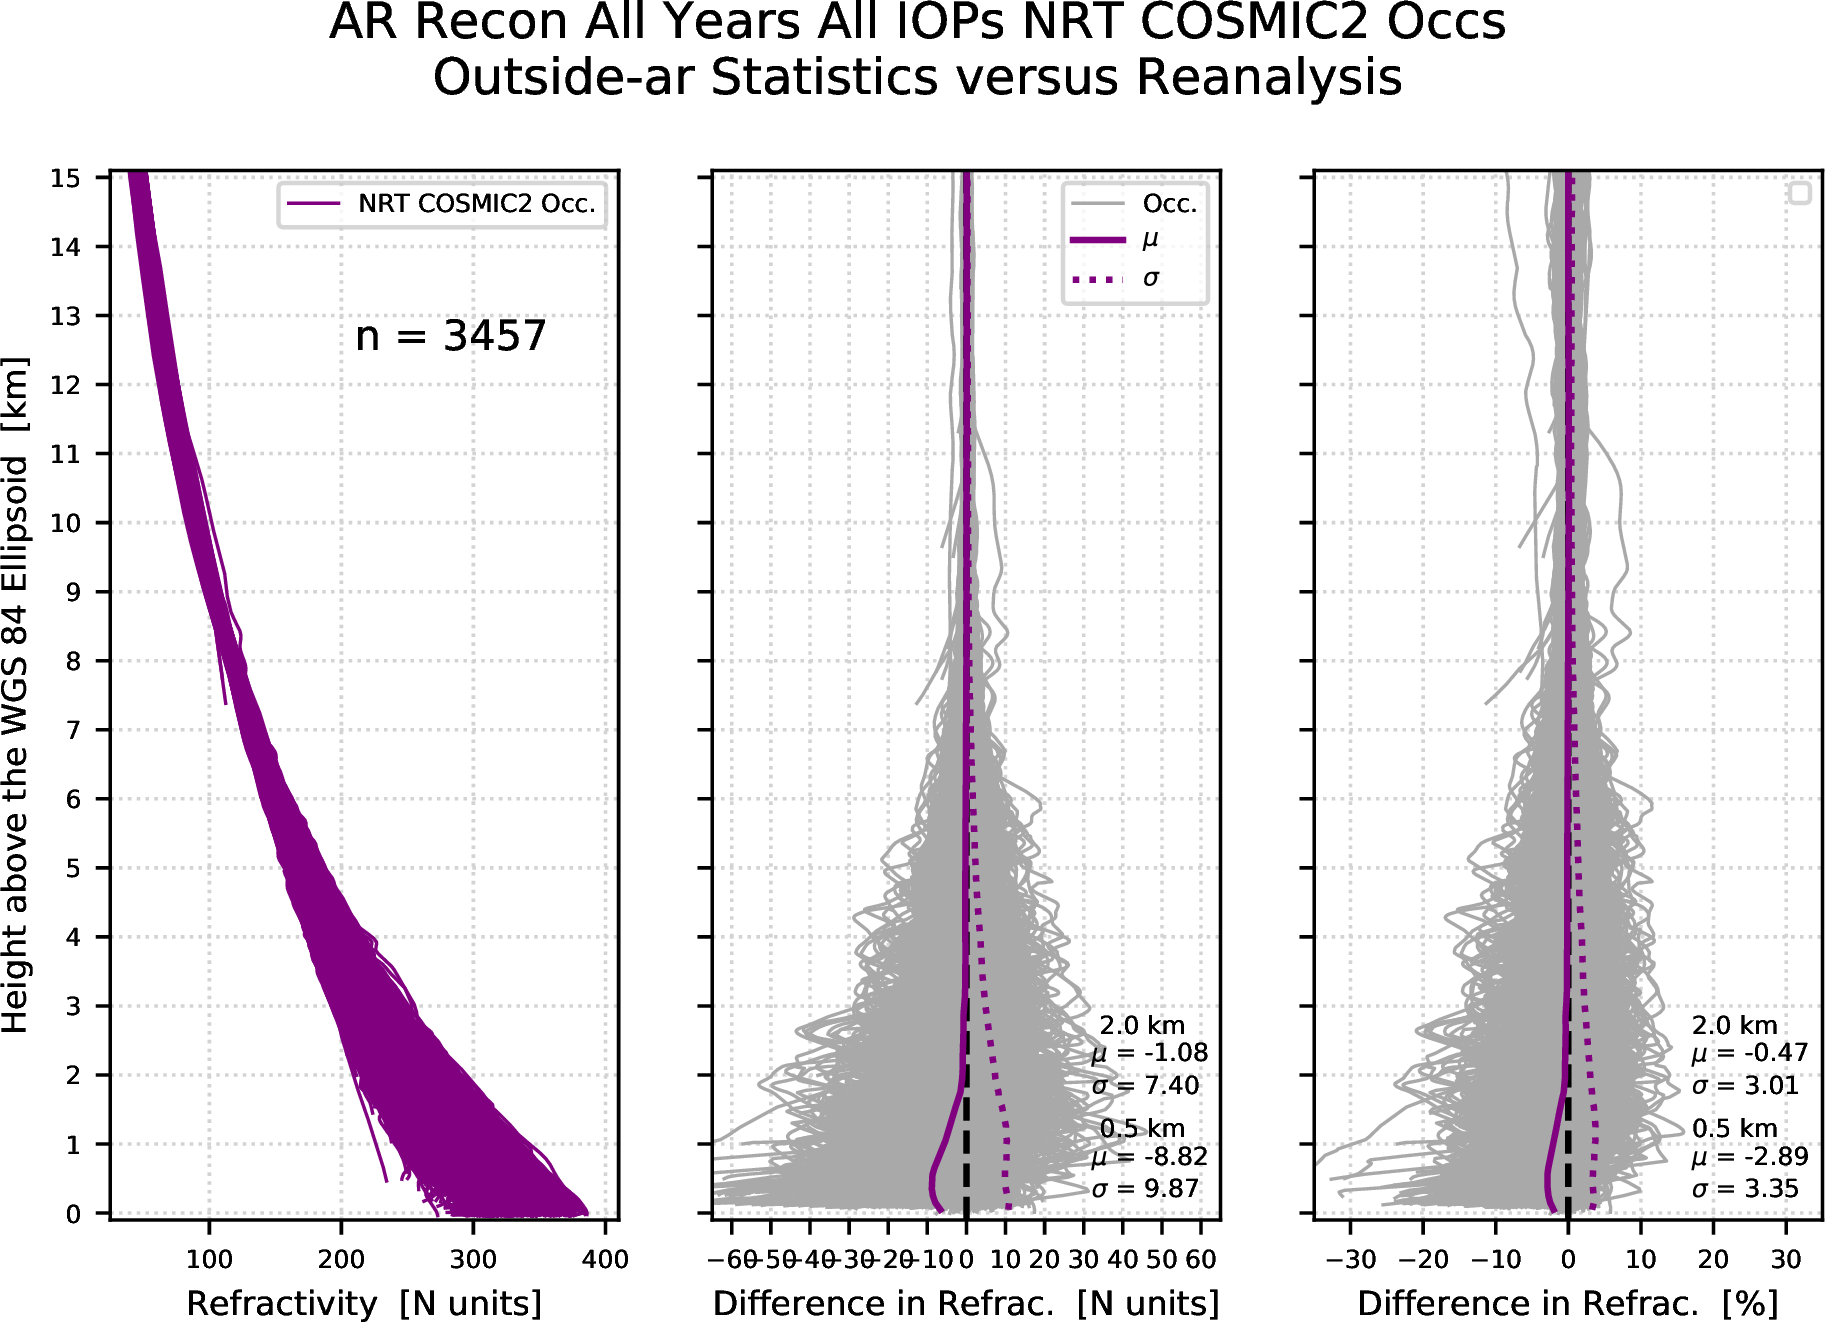 AR Recon All Years All IOPs NRT COSMIC2 Occs
Outside-ar Statistics versus Reanalysis
Height above the WGS 84 Ellipsoid [km]
15
14
13
12
11
10
9
8
7
6
5
4
3
2
1
0
NRT COSMIC2 Occ.
n = 3457
100 200 300 400
Refractivity [N units]
Occ.
μ
σ
2.0 km
μ = -1.08
σ = 7.40
0.5 km
μ = -8.82
σ = 9.87
−60 −50 −40 −30 −20 −10 0 10 20 30 40 50 60
Difference in Refrac. [N units]
2.0 km
μ = -0.47
σ = 3.01
0.5 km
μ = -2.89
σ = 3.35
−30 −20 −10 0 10 20 30
Difference in Refrac. [%]